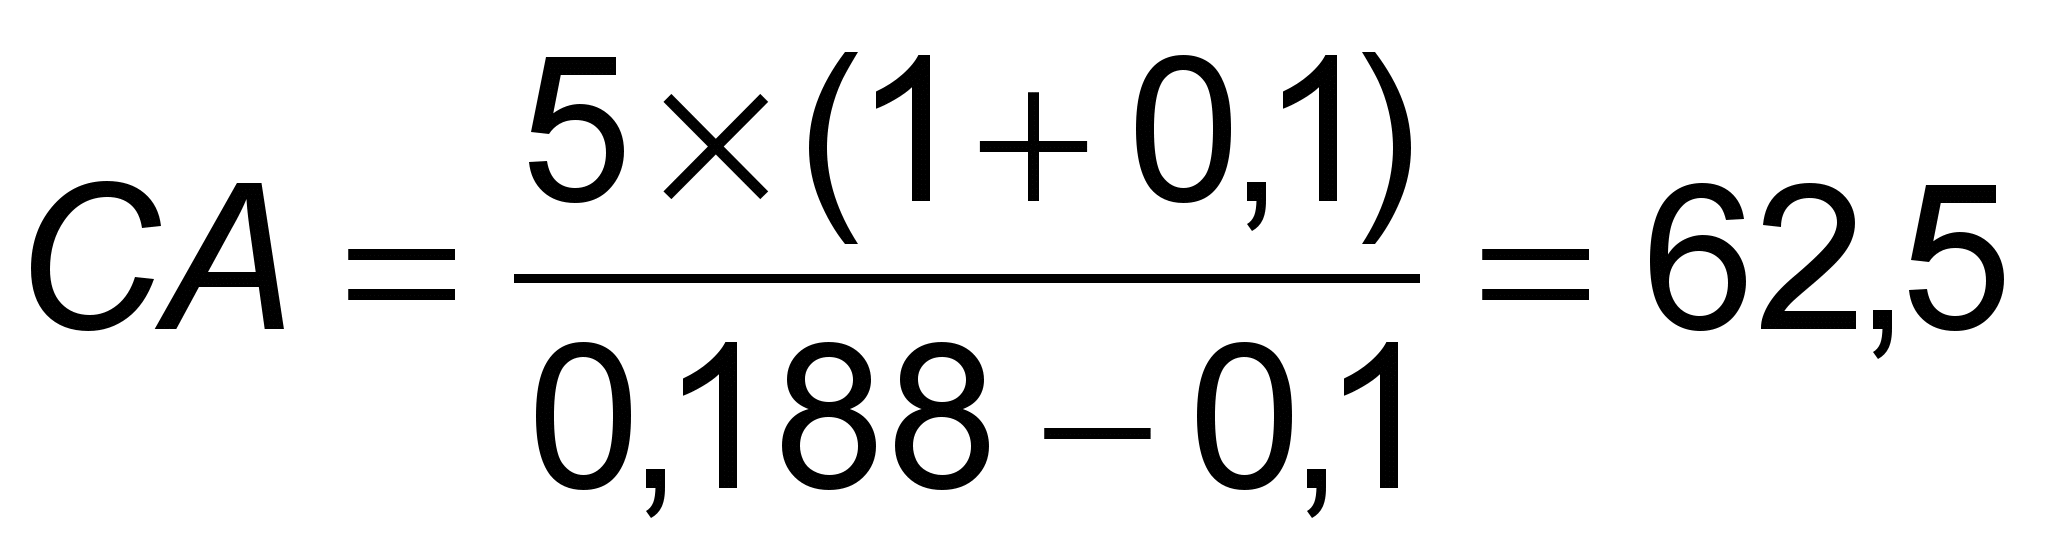 CA = 5×(1+0,1) / 0,188−0,1 = 62,5